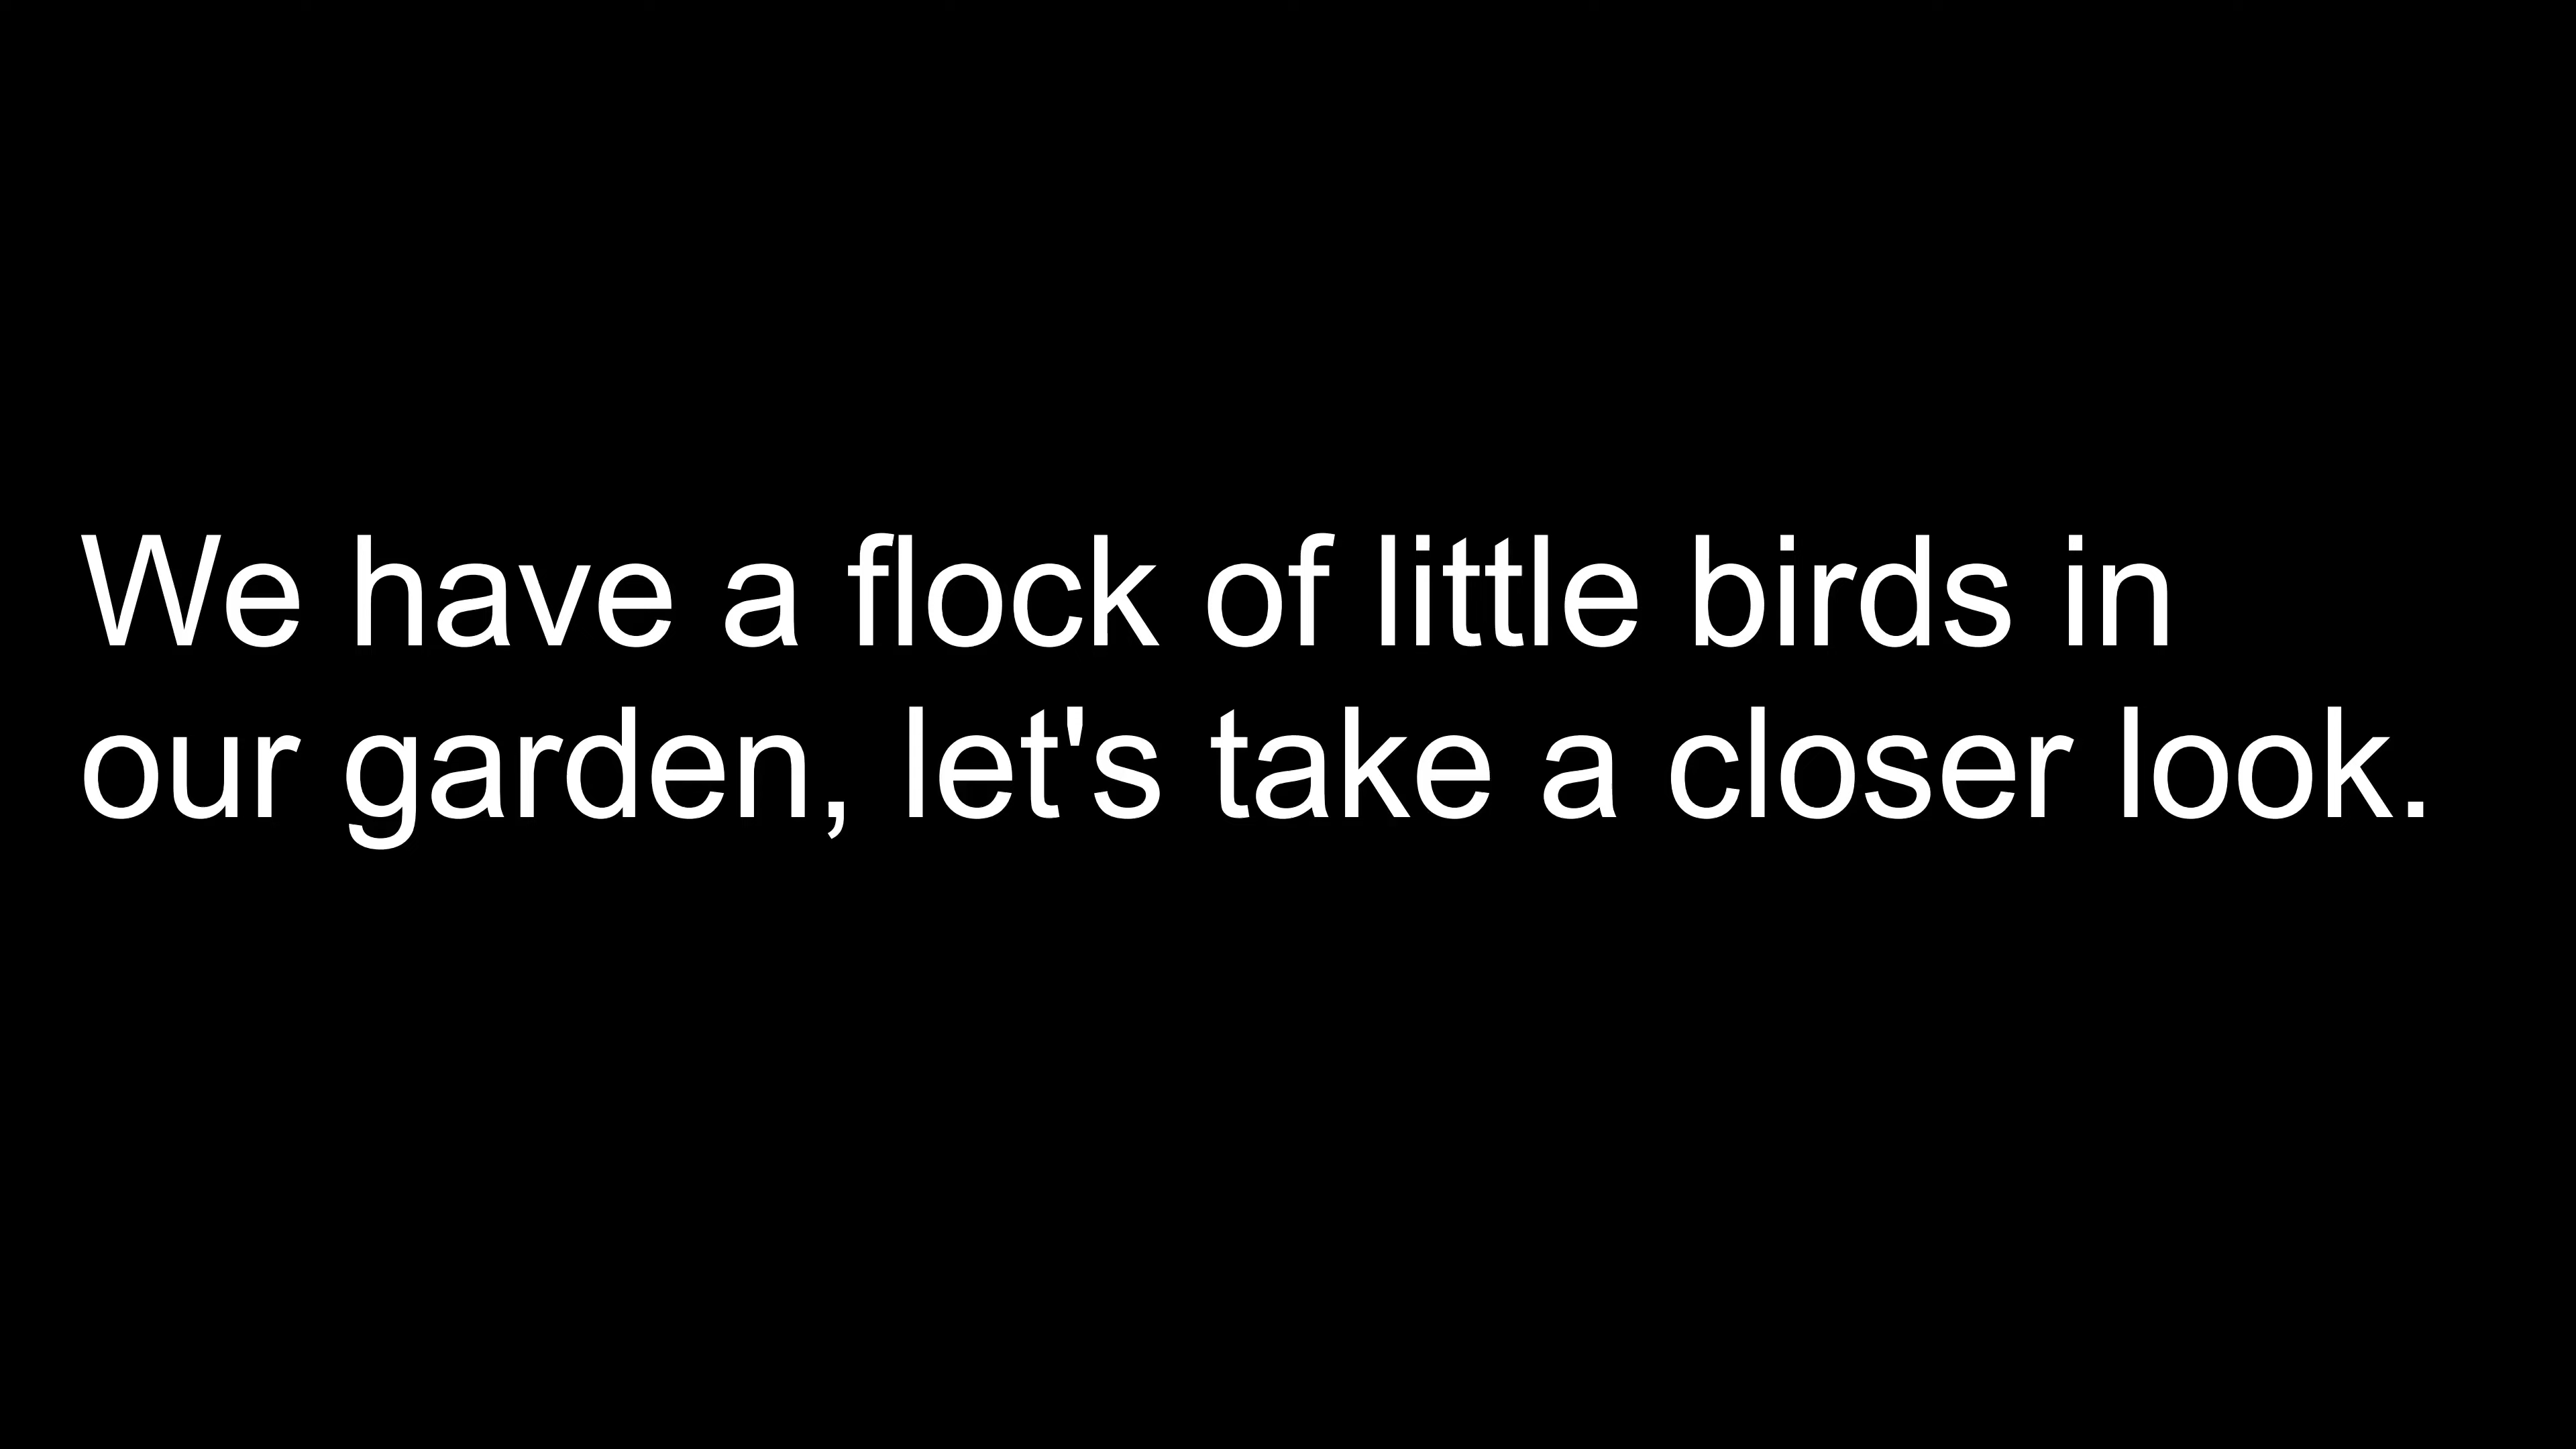 We have a flock of little birds in
our garden, let's take a closer look.